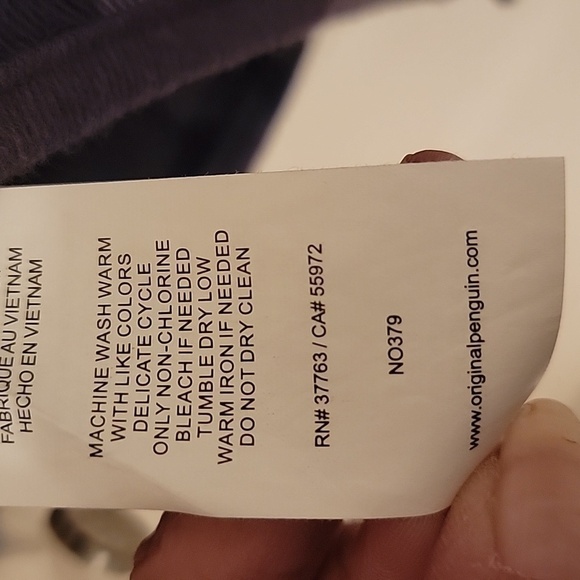 FABRIQUÉ AU VIETNAM
HECHO EN VIETNAM
MACHINE WASH WARM
WITH LIKE COLORS
DELICATE CYCLE
ONLY NON-CHLORINE
BLEACH IF NEEDED
TUMBLE DRY LOW
WARM IRON IF NEEDED
DO NOT DRY CLEAN
RN# 37763 / CA# 55972
NO379
www.originalpenguin.com